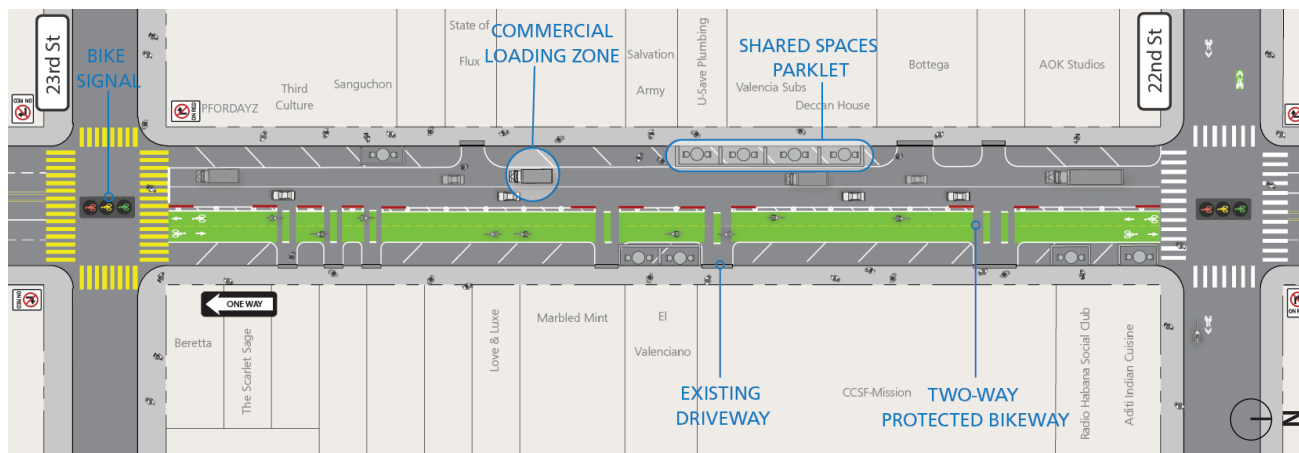 23rd St
BIKE
SIGNAL
ON RED
ON RED
PFORDAYZ
Third
Culture
Sanguchon
State of
Flux
COMMERCIAL
LOADING ZONE
Salvation
Army
U-Save Plumbing
SHARED SPACES
PARKLET
Valencia Subs
Deccan House
Bottega
AOK Studios
22nd St
ON RED
ONE WAY
Beretta
The Scarlet Sage
Love & Luxe
Marbled Mint
El
Valenciano
EXISTING
DRIVEWAY
CCSF-Mission
TWO-WAY
PROTECTED BIKEWAY
Radio Habana Social Club
Aditi Indian Cuisine
N